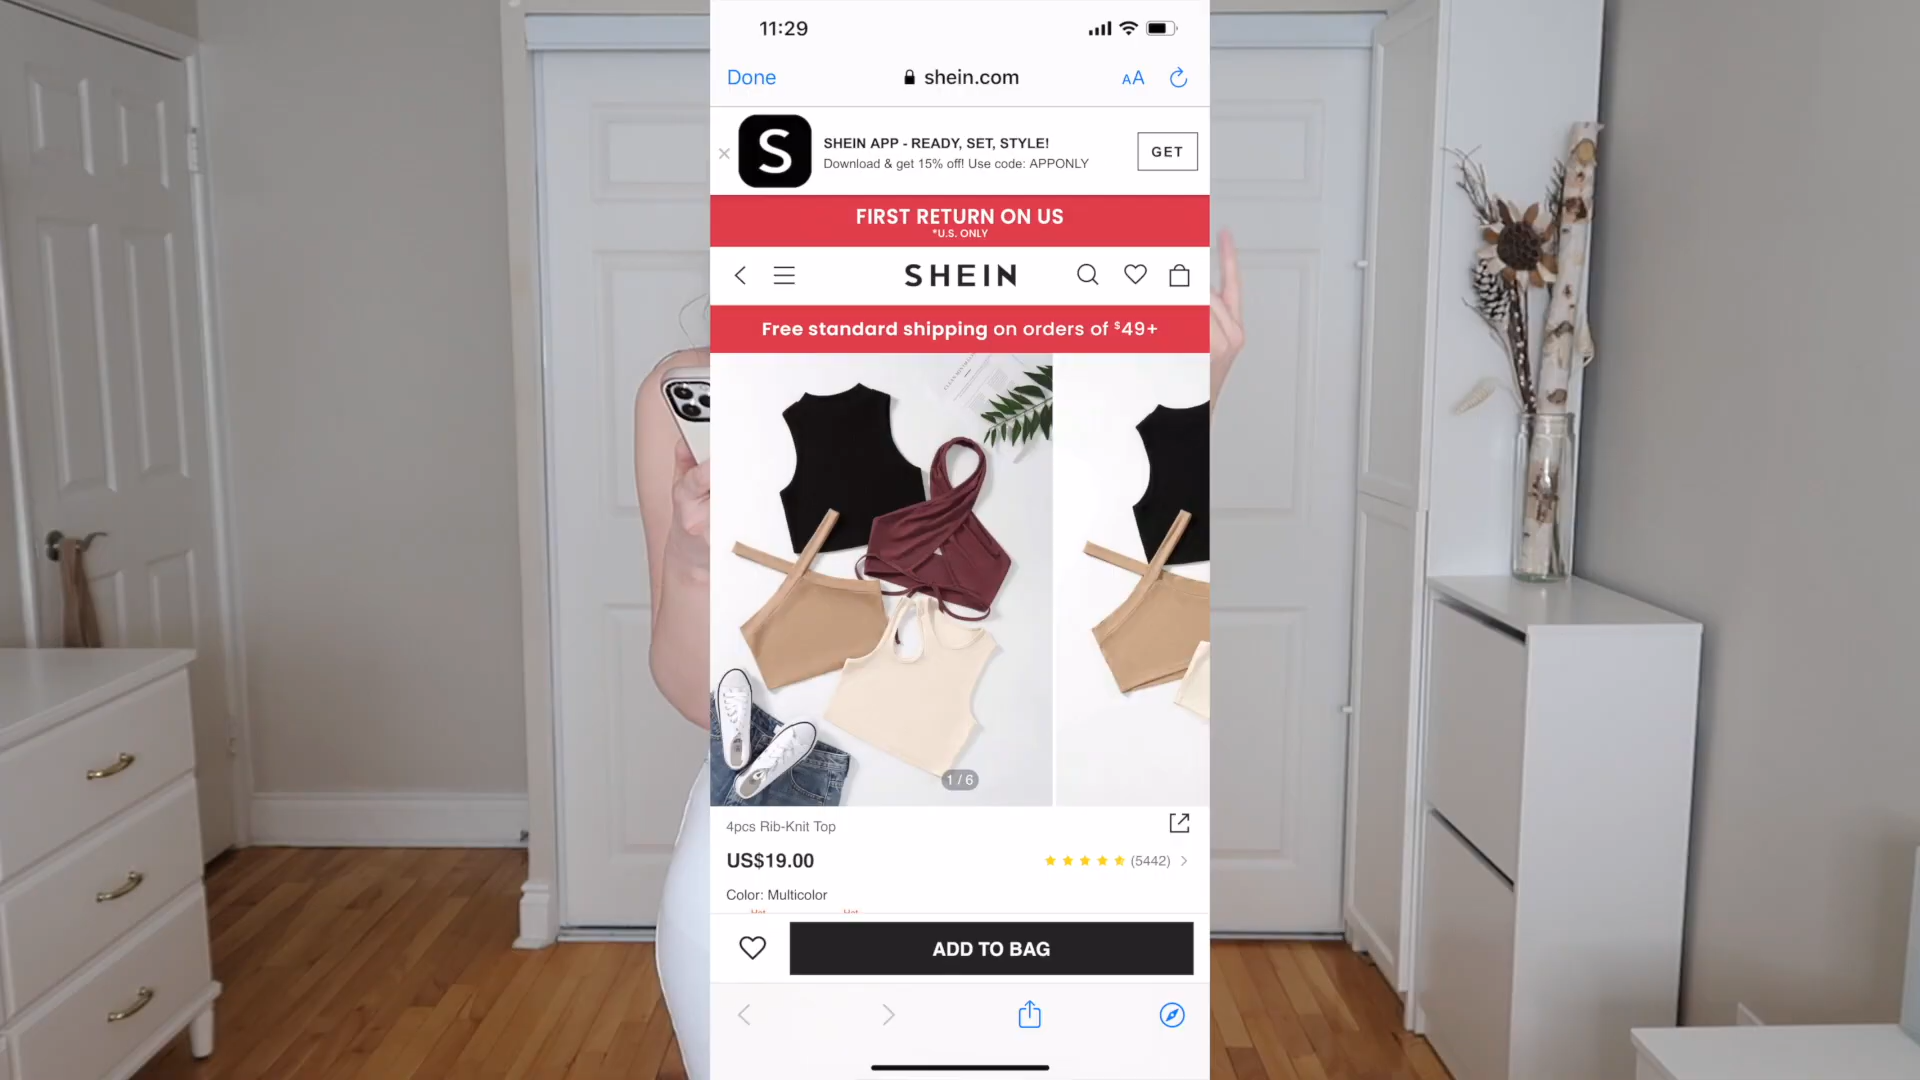 11:29
Done
shein.com
AA
S
SHEIN APP - READY, SET, STYLE!
Download & get 15% off! Use code: APPONLY
GET
FIRST RETURN ON US
*U.S. ONLY
SHEIN
Free standard shipping on orders of $49+
1 / 6
4pcs Rib-Knit Top
US$19.00
(5442)
Color: Multicolor
Hot
Hot
ADD TO BAG